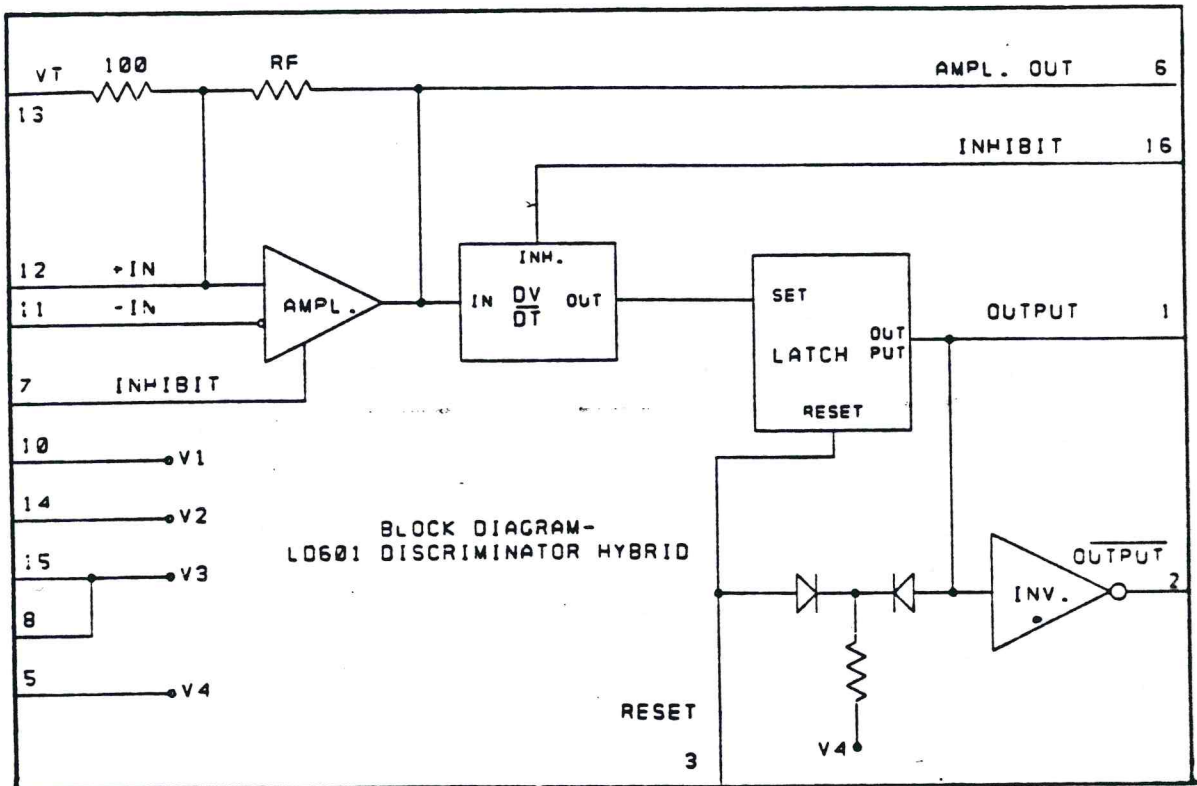 VT 100 RF AMPL. OUT 6
13
INHIBIT 16
12 +IN
INH.
IN DV OUT
DT
SET
11 -IN
AMPL.
OUTPUT 1
OUT
PUT
LATCH
7 INHIBIT
RESET
10 V1
14 V2
BLOCK DIAGRAM-
LD601 DISCRIMINATOR HYBRID
15 V3
8
OUTPUT
2
INV.
5 V4
RESET
3
V4